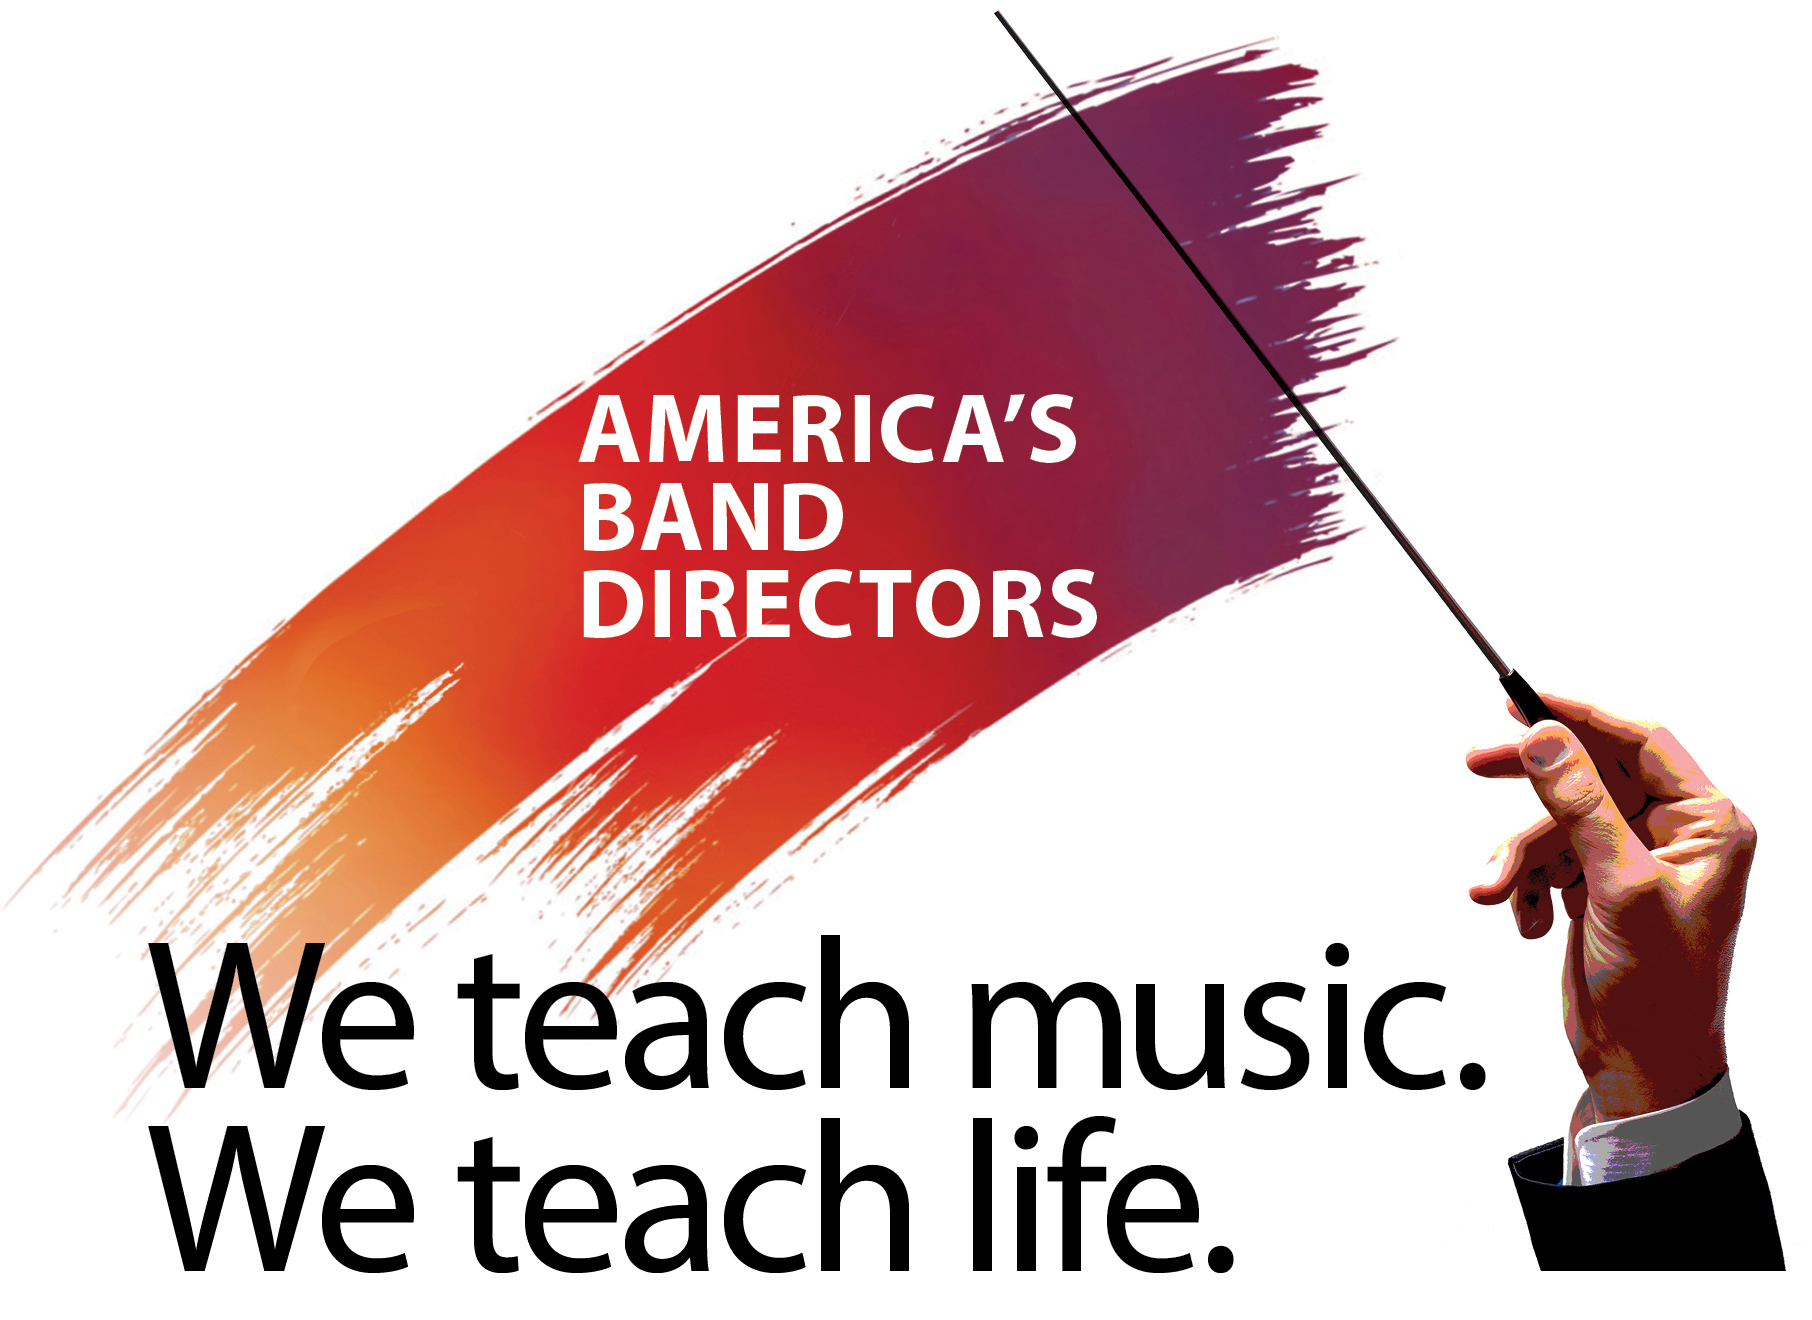 AMERICA’S
BAND
DIRECTORS
We teach music.
We teach life.